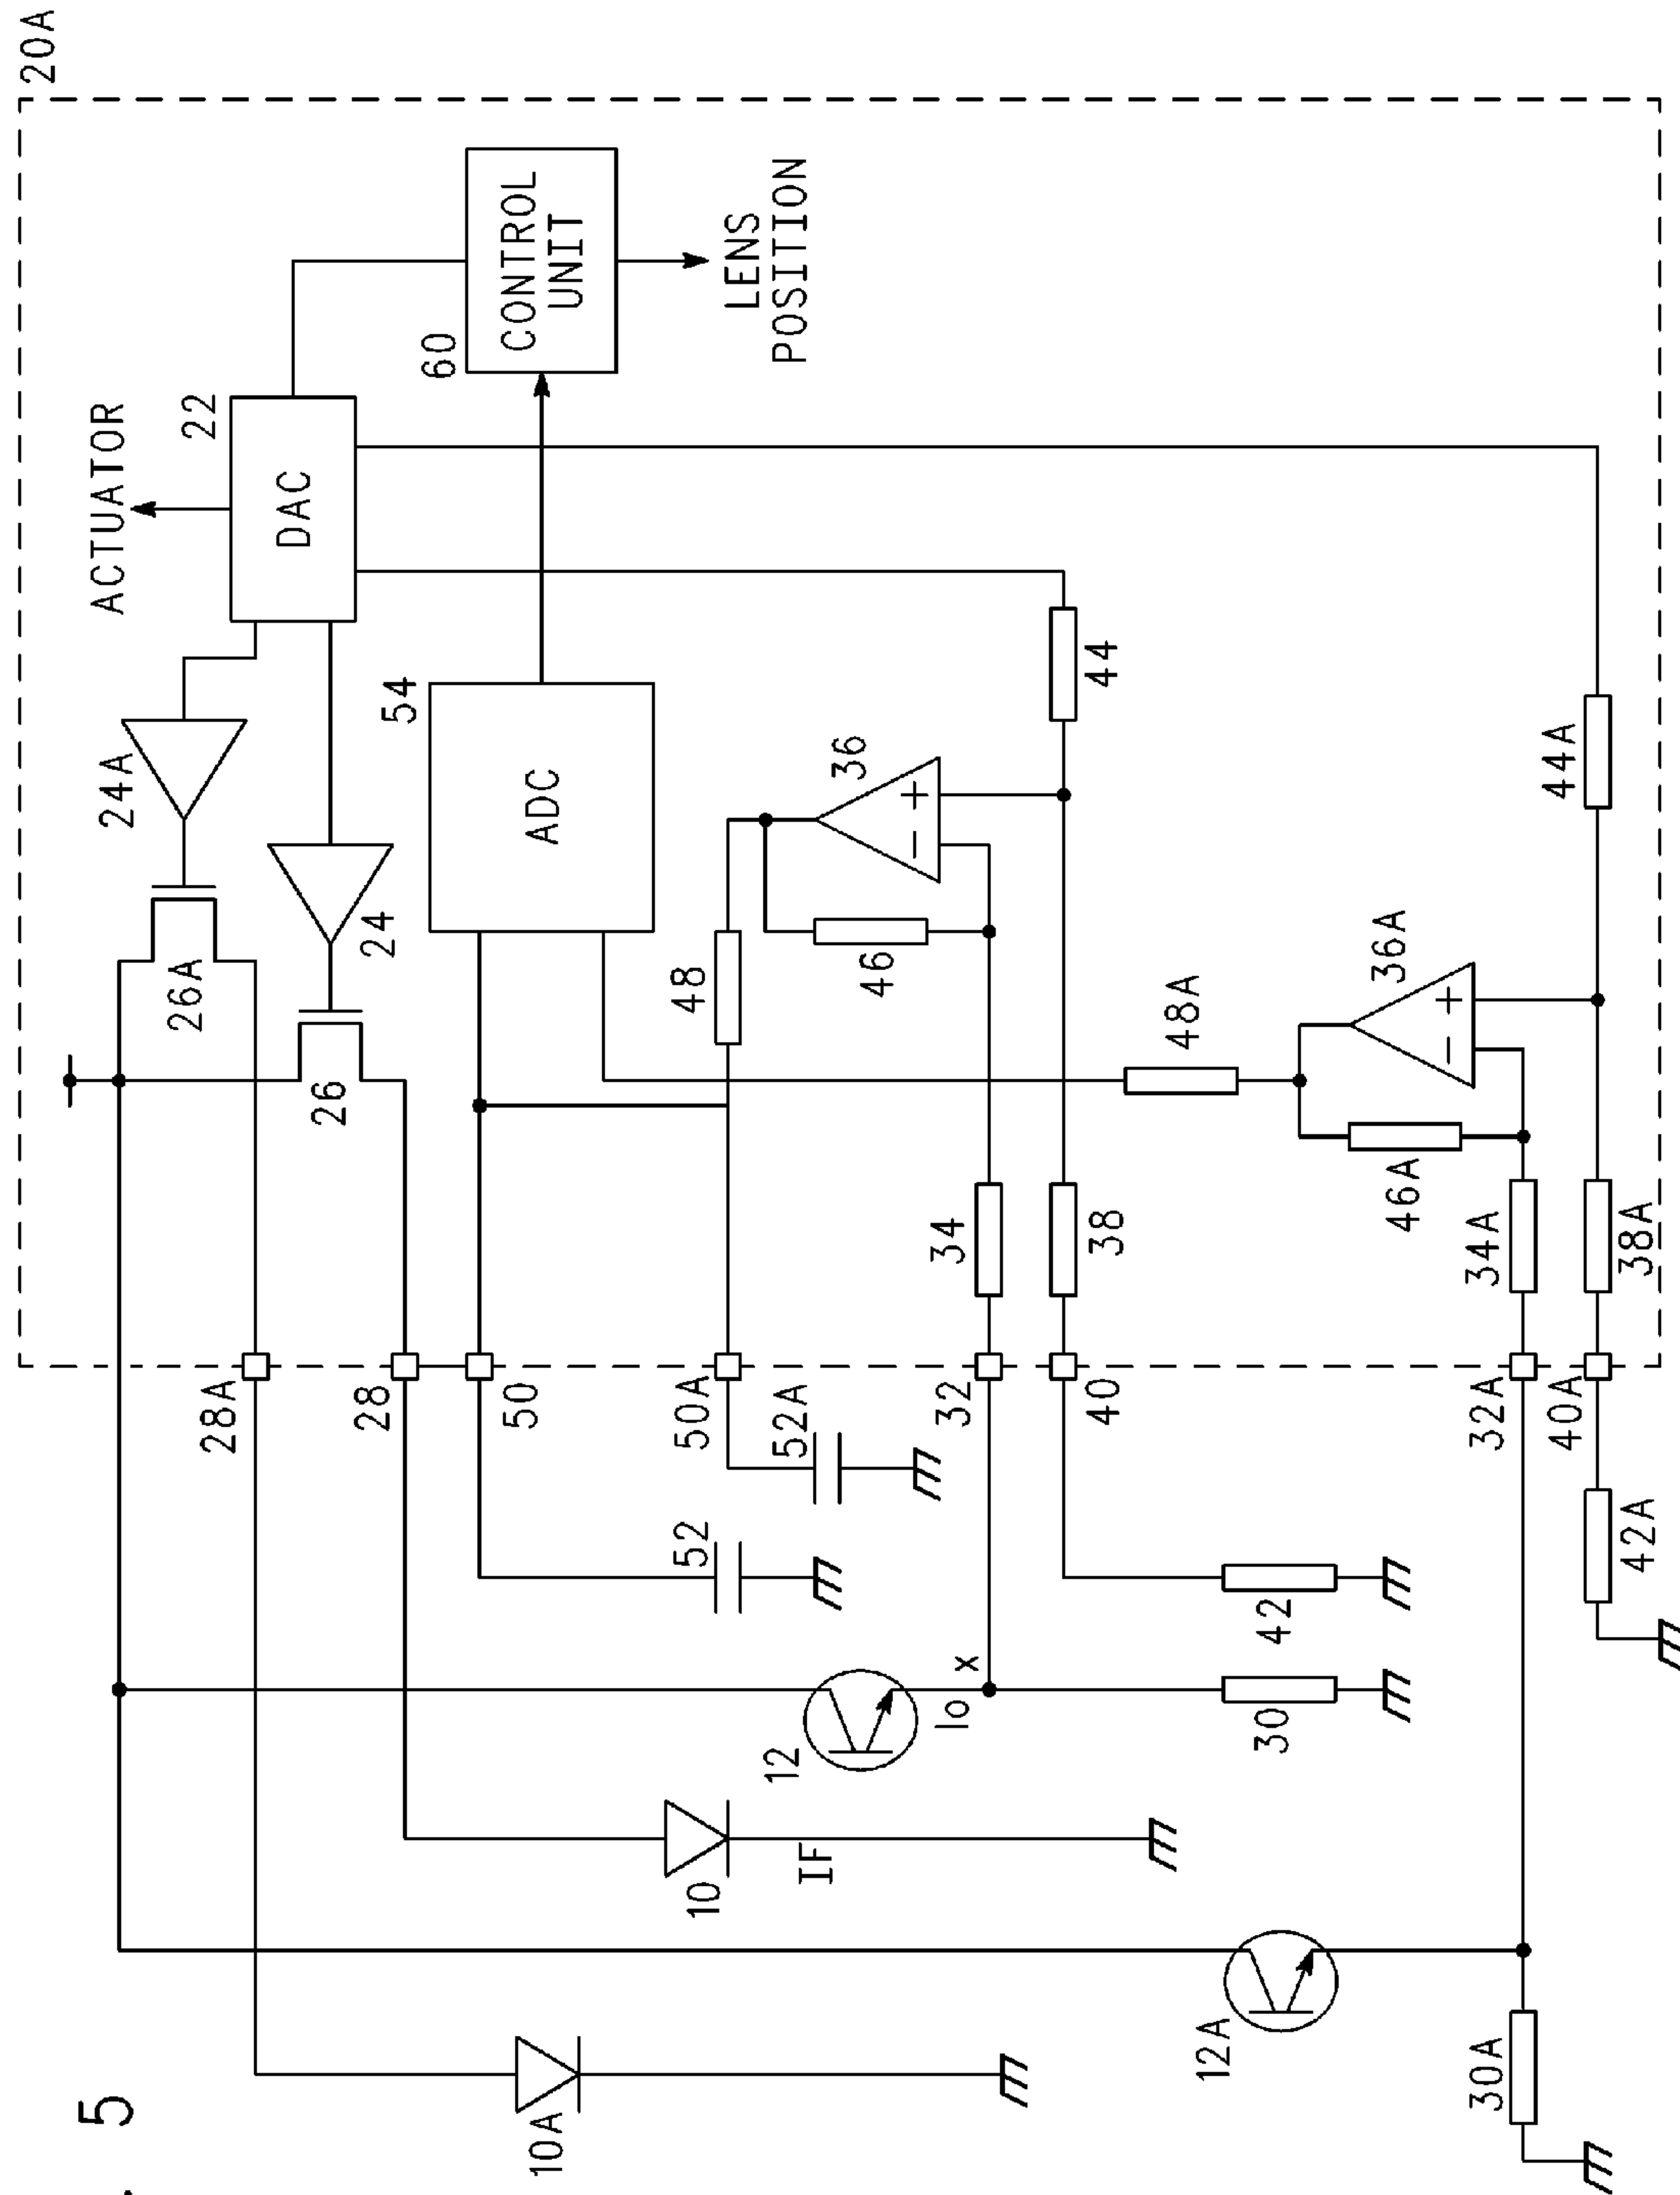 5
20A
ACTUATOR
22
DAC
24A
26A
24
26
28A
28
54
ADC
60
CONTROL
UNIT
LENS
POSITION
50
50A
48
46
36
−
+
44
34
38
32
40
52
52A
48A
36A
−
+
46A
44A
34A
38A
32A
40A
42A
42
30
12
Io
x
10
IF
10A
12A
30A